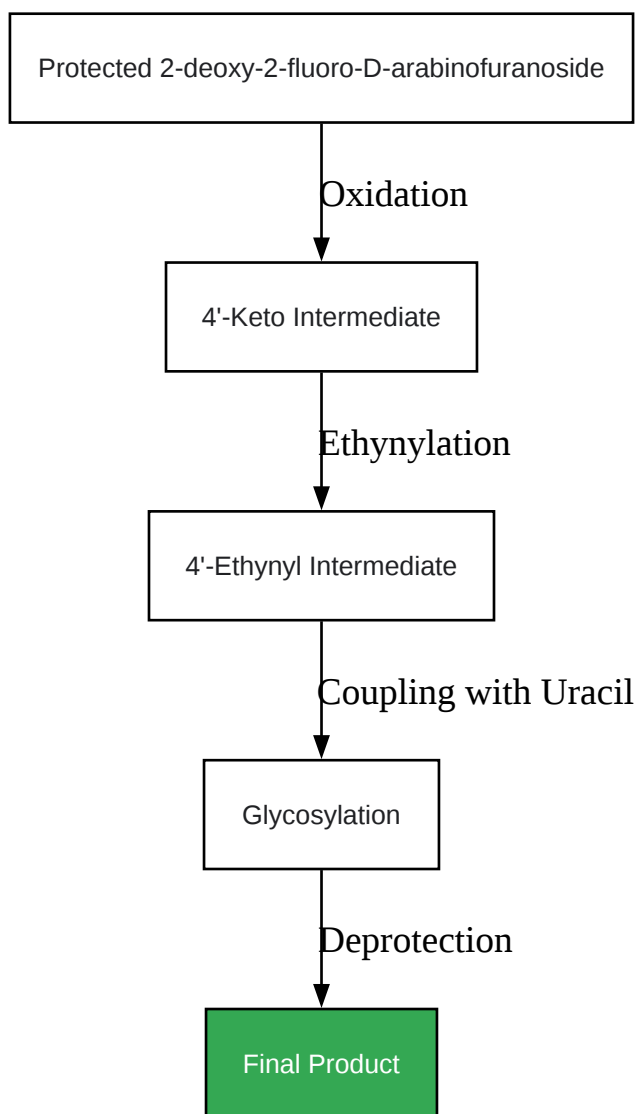 Protected 2-deoxy-2-fluoro-D-arabinofuranoside
Oxidation
4'-Keto Intermediate
Ethynylation
4'-Ethynyl Intermediate
Coupling with Uracil
Glycosylation
Deprotection
Final Product